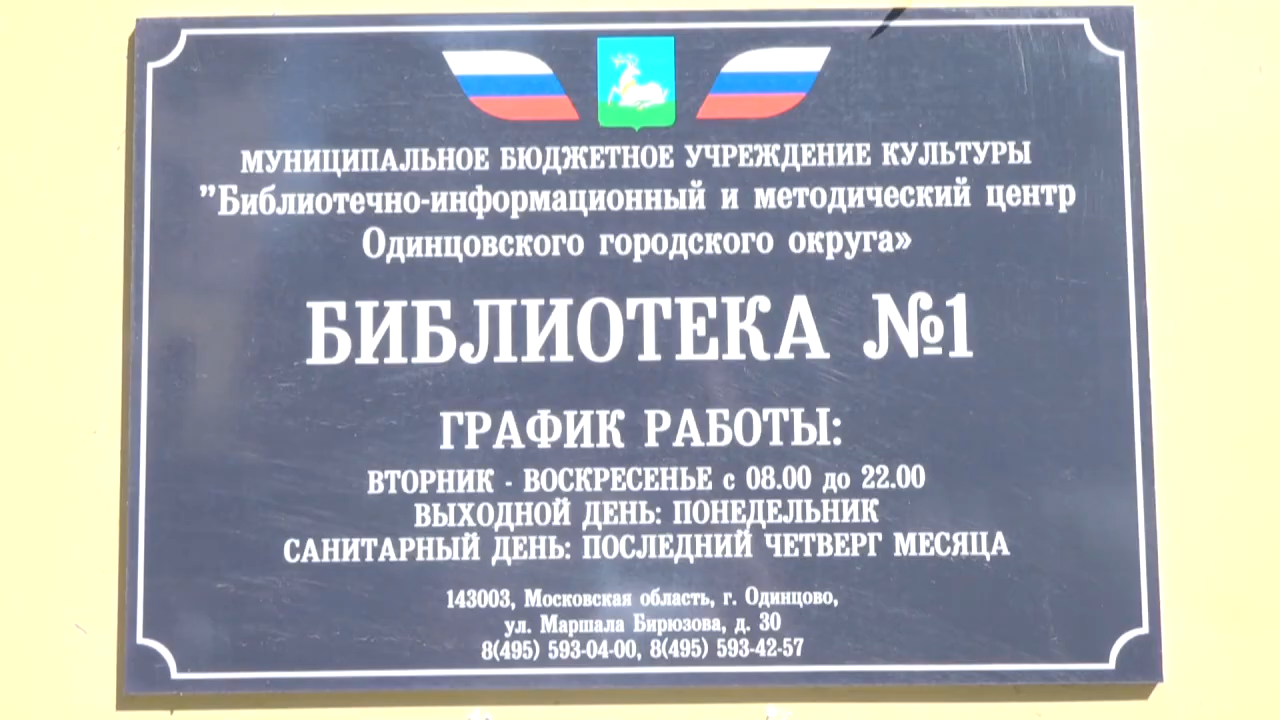 МУНИЦИПАЛЬНОЕ БЮДЖЕТНОЕ УЧРЕЖДЕНИЕ КУЛЬТУРЫ
"Библиотечно-информационный и методический центр
Одинцовского городского округа»
БИБЛИОТЕКА №1
ГРАФИК РАБОТЫ:
ВТОРНИК - ВОСКРЕСЕНЬЕ с 08.00 до 22.00
ВЫХОДНОЙ ДЕНЬ: ПОНЕДЕЛЬНИК
САНИТАРНЫЙ ДЕНЬ: ПОСЛЕДНИЙ ЧЕТВЕРГ МЕСЯЦА
143003, Московская область, г. Одинцово,
ул. Маршала Бирюзова, д. 30
8(495) 593-04-00, 8(495) 593-42-57